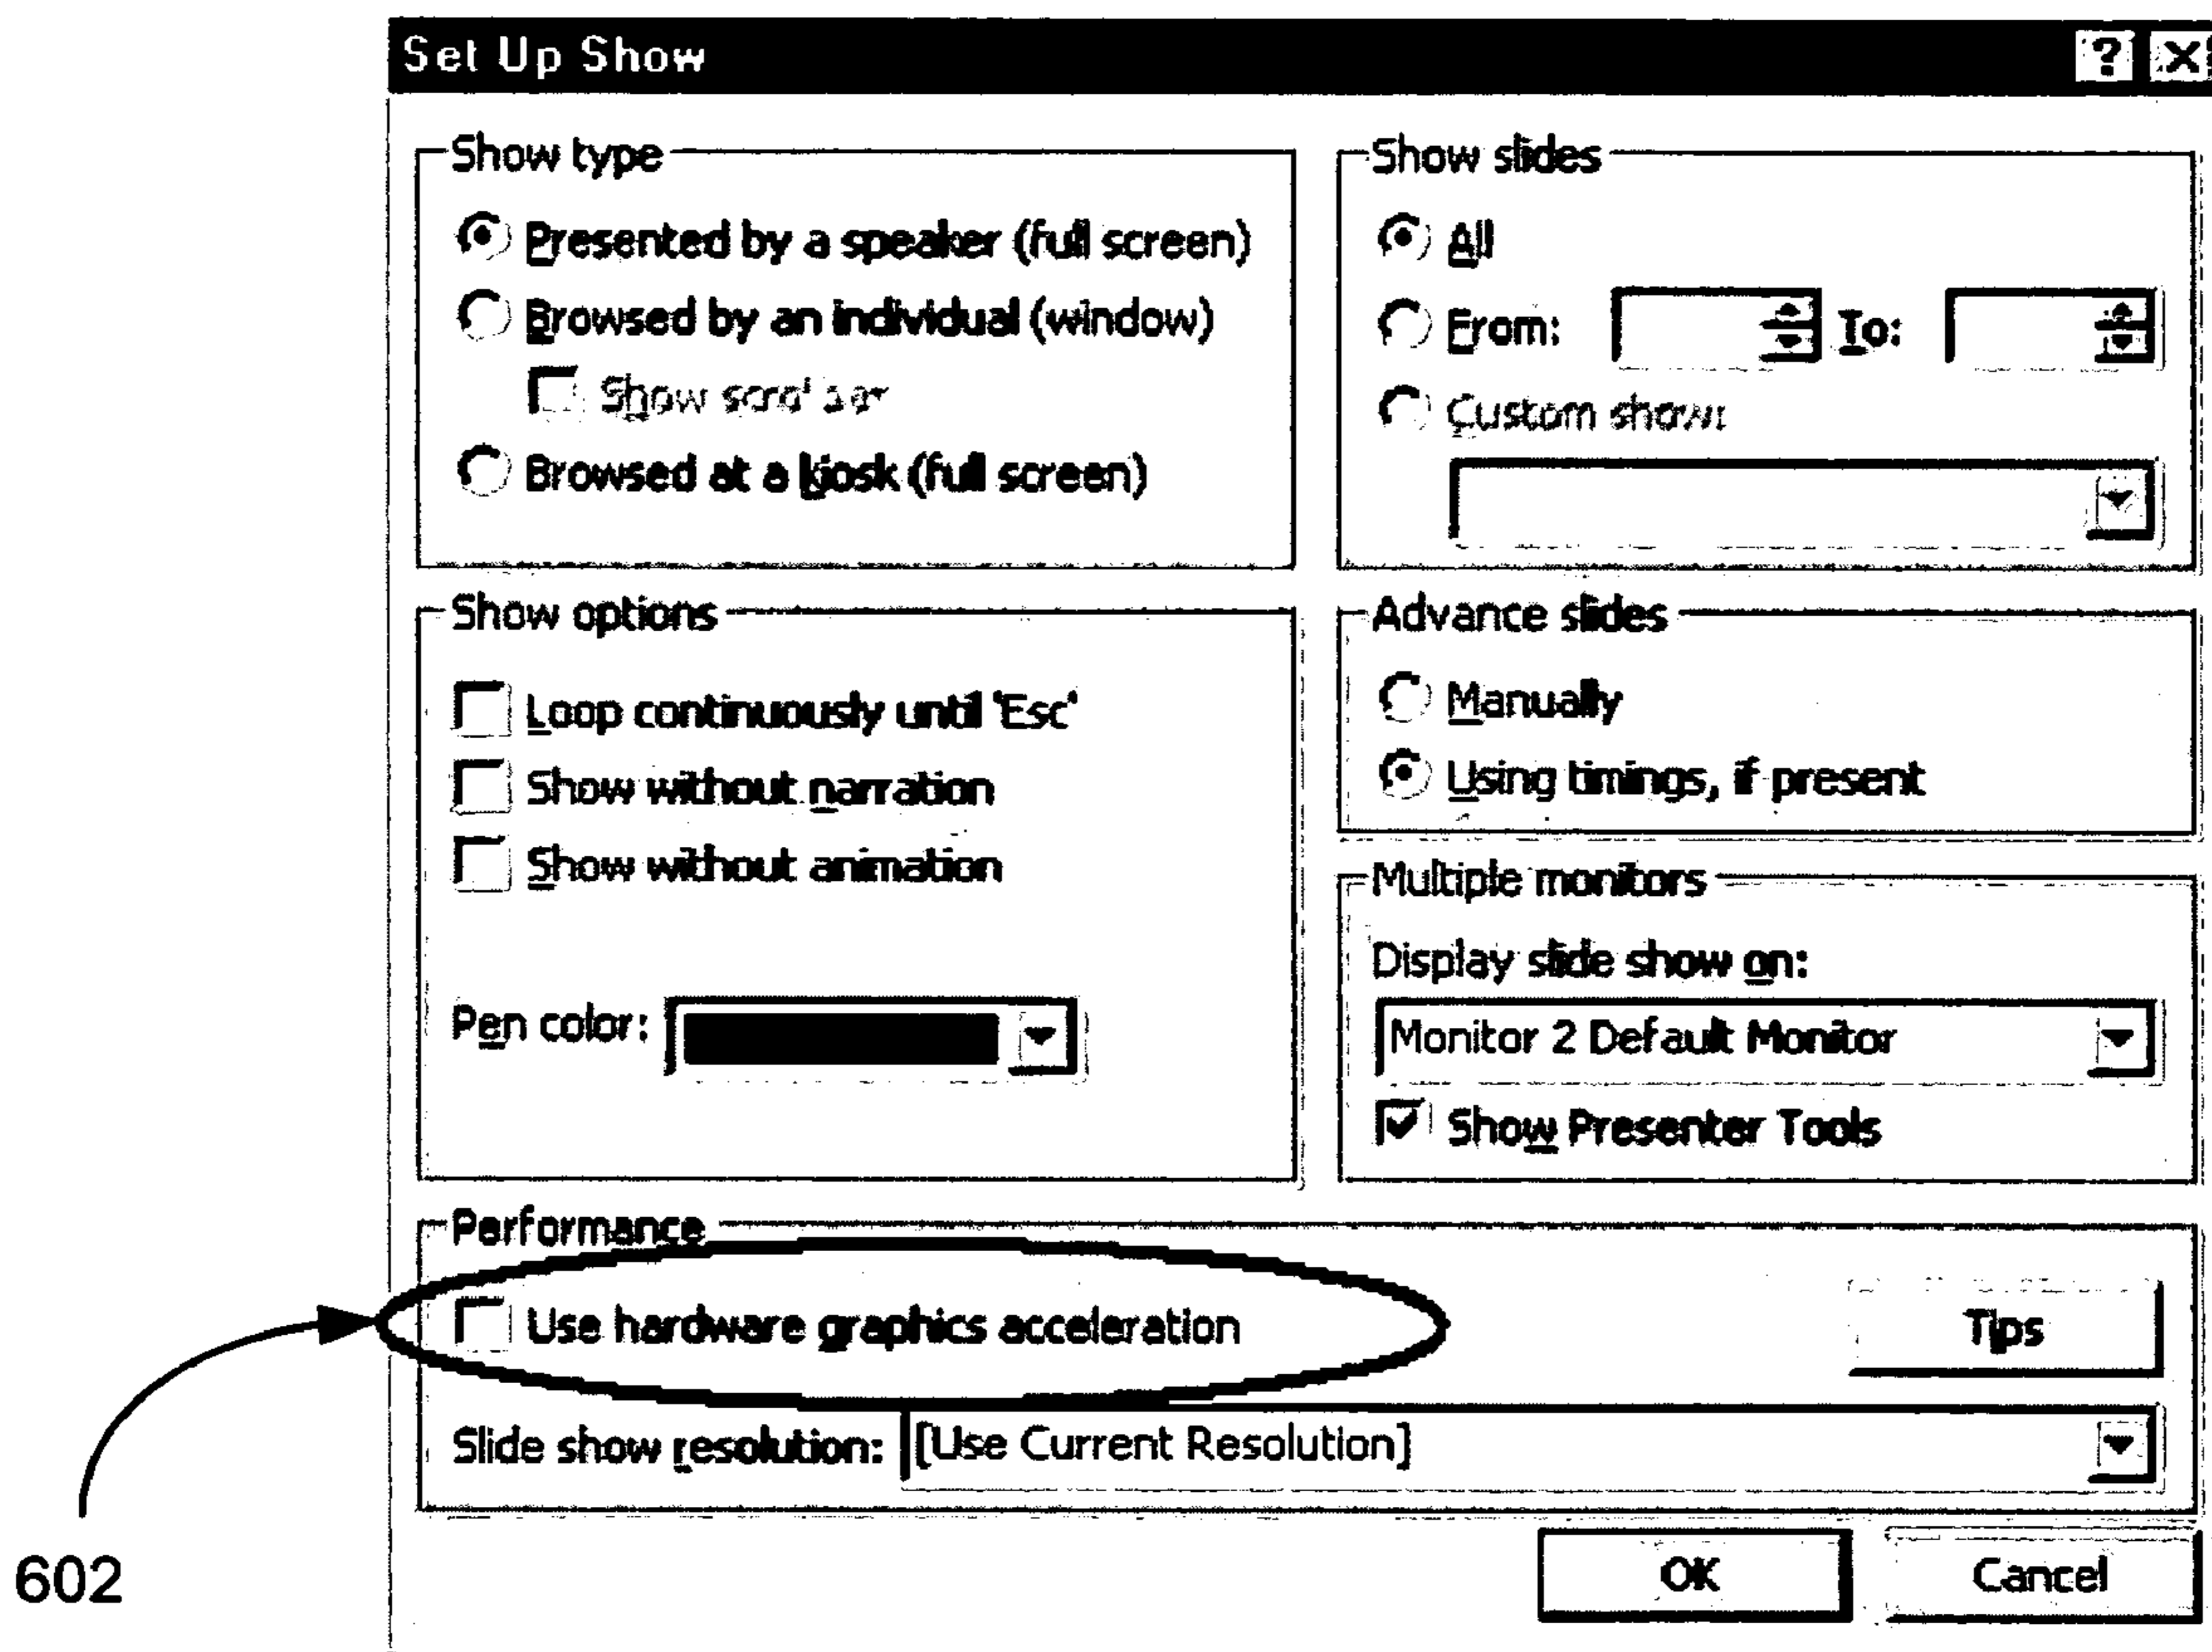 Set Up Show
Show type
Presented by a speaker (full screen)
Browsed by an individual (window)
Show
Browsed at a kiosk (full screen)
Show slides
All
From: To:
Custom show:
Show options
Loop continuously until 'Esc'
Show without narration
Show without animation
Pen color:
Advance slides
Manually
Using timings, if present
Multiple monitors
Display slide show on:
Monitor 2 Default Monitor
Show Presenter Tools
Performance
Use hardware graphics acceleration
Tips
Slide show resolution: [Use Current Resolution]
OK Cancel
602